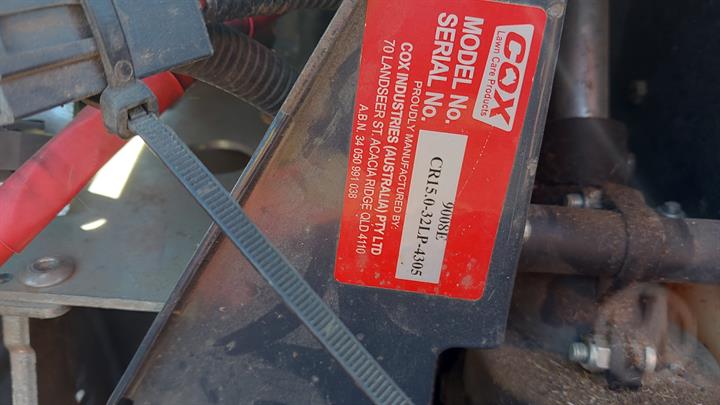 COX
Lawn Care Products
MODEL NO. 9008E
SERIAL NO. CR15.0-32LP-4305
PROUDLY MANUFACTURED BY:
COX INDUSTRIES (AUSTRALIA) PTY LTD
70 LANDSEER ST, ACACIA RIDGE QLD 4110
A.B.N. 34 050 991 038